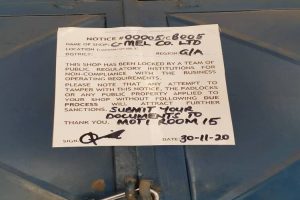 NOTICE #00005/CB005
NAME OF SHOP: C-MEL CO. LTD
LOCATION
DISTRICT: REGION: G/A
THIS SHOP HAS BEEN LOCKED BY A TEAM OF
PUBLIC REGULATORY INSTITUTIONS FOR
NON-COMPLIANCE WITH THE BUSINESS
OPERATING REQUIREMENTS.
PLEASE NOTE THAT ANY ATTEMPT TO
TAMPER WITH THIS NOTICE, THE PADLOCKS
OR ANY PUBLIC PROPERTY APPLIED TO
YOUR SHOP WITHOUT FOLLOWING DUE
PROCESS WILL ATTRACT FURTHER
SANCTIONS. SUBMIT YOUR
DOCUMENTS TO
THANK YOU. MOTI ROOM 15
SIGN: DATE: 30-11-20